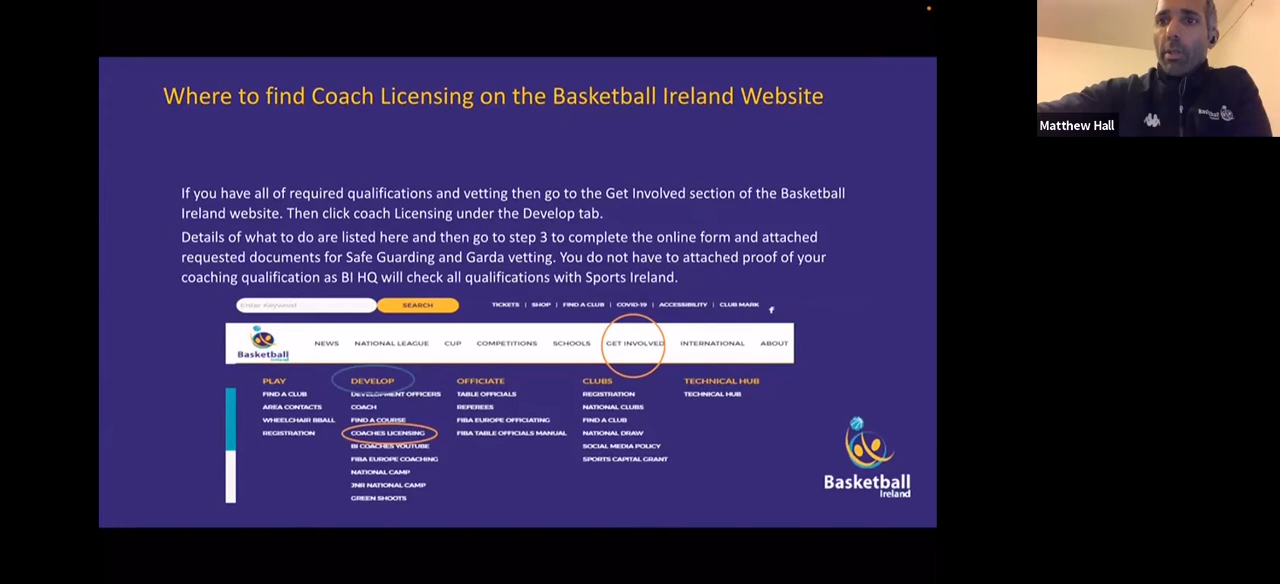 Where to find Coach Licensing on the Basketball Ireland Website
If you have all of required qualifications and vetting then go to the Get Involved section of the Basketball
Ireland website. Then click coach Licensing under the Develop tab.
Details of what to do are listed here and then go to step 3 to complete the online form and attached
requested documents for Safe Guarding and Garda vetting. You do not have to attached proof of your
coaching qualification as BI HQ will check all qualifications with Sports Ireland.
Enter Keyword SEARCH TICKETS | SHOP | FIND A CLUB | COVID-19 | ACCESSIBILITY | CLUB MARK f
Basketball Ireland
NEWS NATIONAL LEAGUE CUP COMPETITIONS SCHOOLS GET INVOLVED INTERNATIONAL ABOUT
PLAY
FIND A CLUB
AREA CONTACTS
WHEELCHAIR BBALL
REGISTRATION
DEVELOP
DEVELOPMENT OFFICERS
COACH
FIND A COURSE
COACHES LICENSING
BI COACHES YOUTUBE
FIBA EUROPE COACHING
NATIONAL CAMP
JNR NATIONAL CAMP
GREEN SHOOTS
OFFICIATE
TABLE OFFICIALS
REFEREES
FIBA EUROPE OFFICIATING
FIBA TABLE OFFICIALS MANUAL
CLUBS
REGISTRATION
NATIONAL CLUBS
FIND A CLUB
NATIONAL DRAW
SOCIAL MEDIA POLICY
SPORTS CAPITAL GRANT
TECHNICAL HUB
TECHNICAL HUB
Basketball
Ireland
Matthew Hall